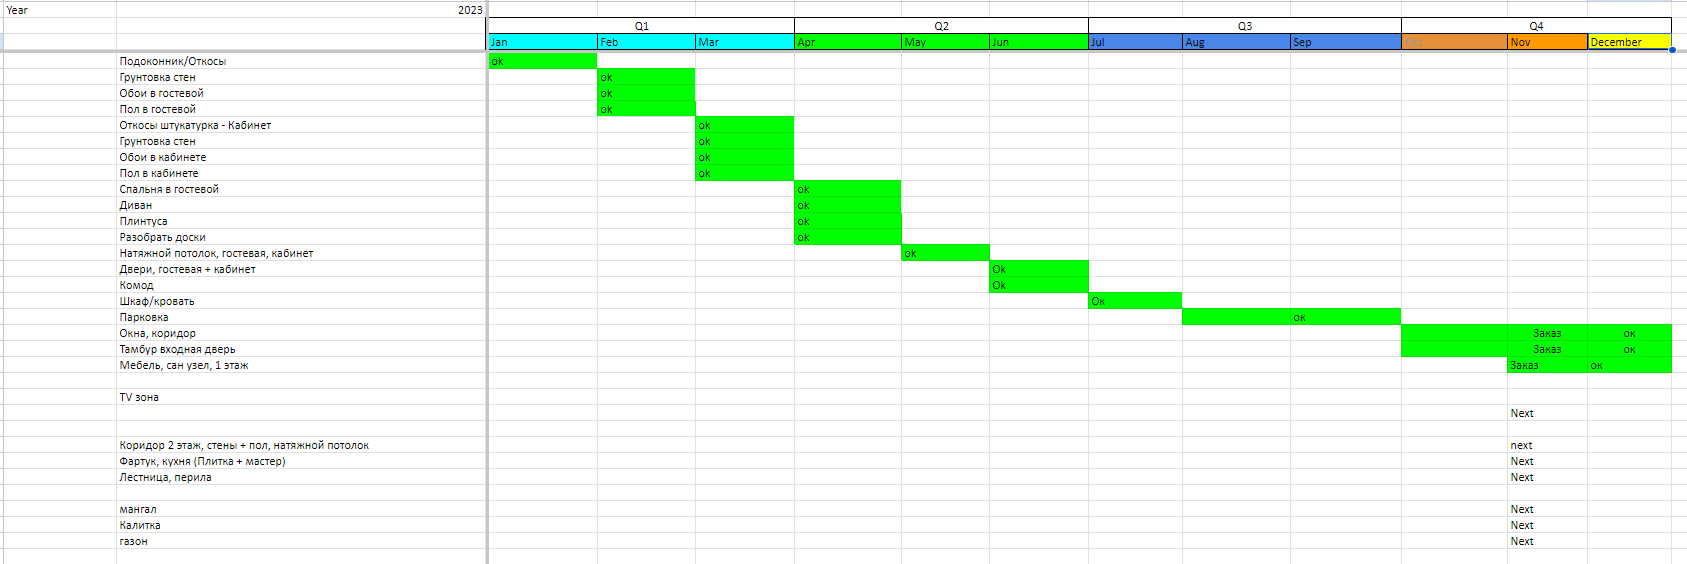 Year 2023
Q1 Q2 Q3 Q4
Jan Feb Mar Apr May Jun Jul Aug Sep Oct Nov December
Подоконник/Откосы ok
Грунтовка стен ok
Обои в гостевой ok
Пол в гостевой ok
Откосы штукатурка - Кабинет ok
Грунтовка стен ok
Обои в кабинете ok
Пол в кабинете ok
Спальня в гостевой ok
Диван ok
Плинтуса ok
Разобрать доски ok
Натяжной потолок, гостевая, кабинет ok
Двери, гостевая + кабинет Ok
Комод Ok
Шкаф/кровать Ок
Парковка ок
Окна, коридор Заказ ок
Тамбур входная дверь Заказ ок
Мебель, сан узел, 1 этаж Заказ ок
TV зона
Next
Коридор 2 этаж, стены + пол, натяжной потолок next
Фартук, кухня (Плитка + мастер) Next
Лестница, перила Next
мангал Next
Калитка Next
газон Next